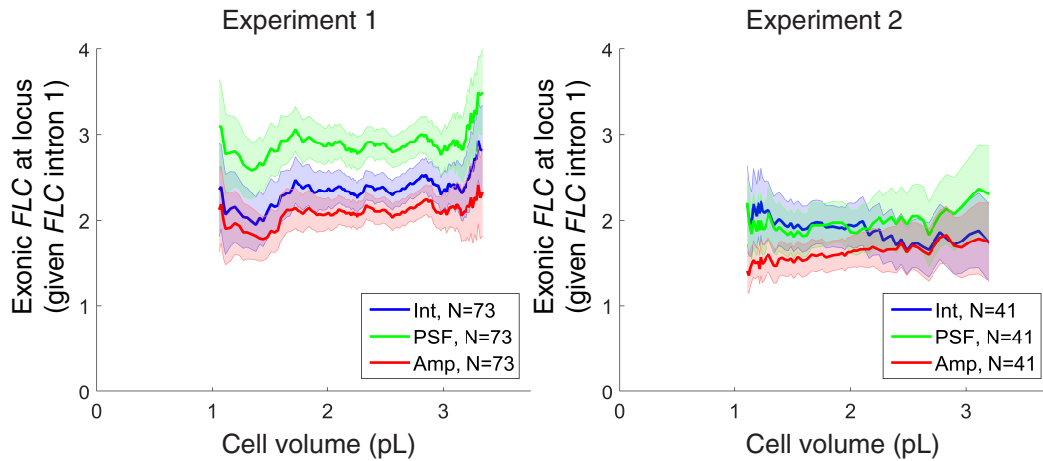 Experiment 1
Exonic FLC at locus
(given FLC intron 1)
4
3
2
1
0
0
1
2
3
Cell volume (pL)
Int, N=73
PSF, N=73
Amp, N=73
Experiment 2
Exonic FLC at locus
(given FLC intron 1)
4
3
2
1
0
0
1
2
3
Cell volume (pL)
Int, N=41
PSF, N=41
Amp, N=41